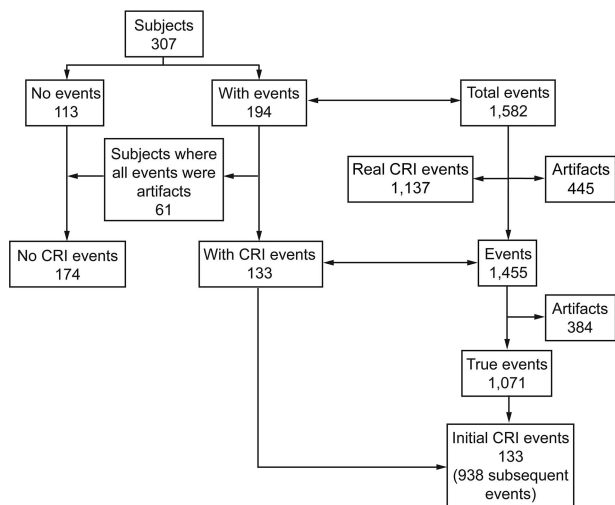 Subjects
307
No events
113
With events
194
Total events
1,582
Subjects where
all events were
artifacts
61
Real CRI events
1,137
Artifacts
445
No CRI events
174
With CRI events
133
Events
1,455
Artifacts
384
True events
1,071
Initial CRI events
133
(938 subsequent
events)